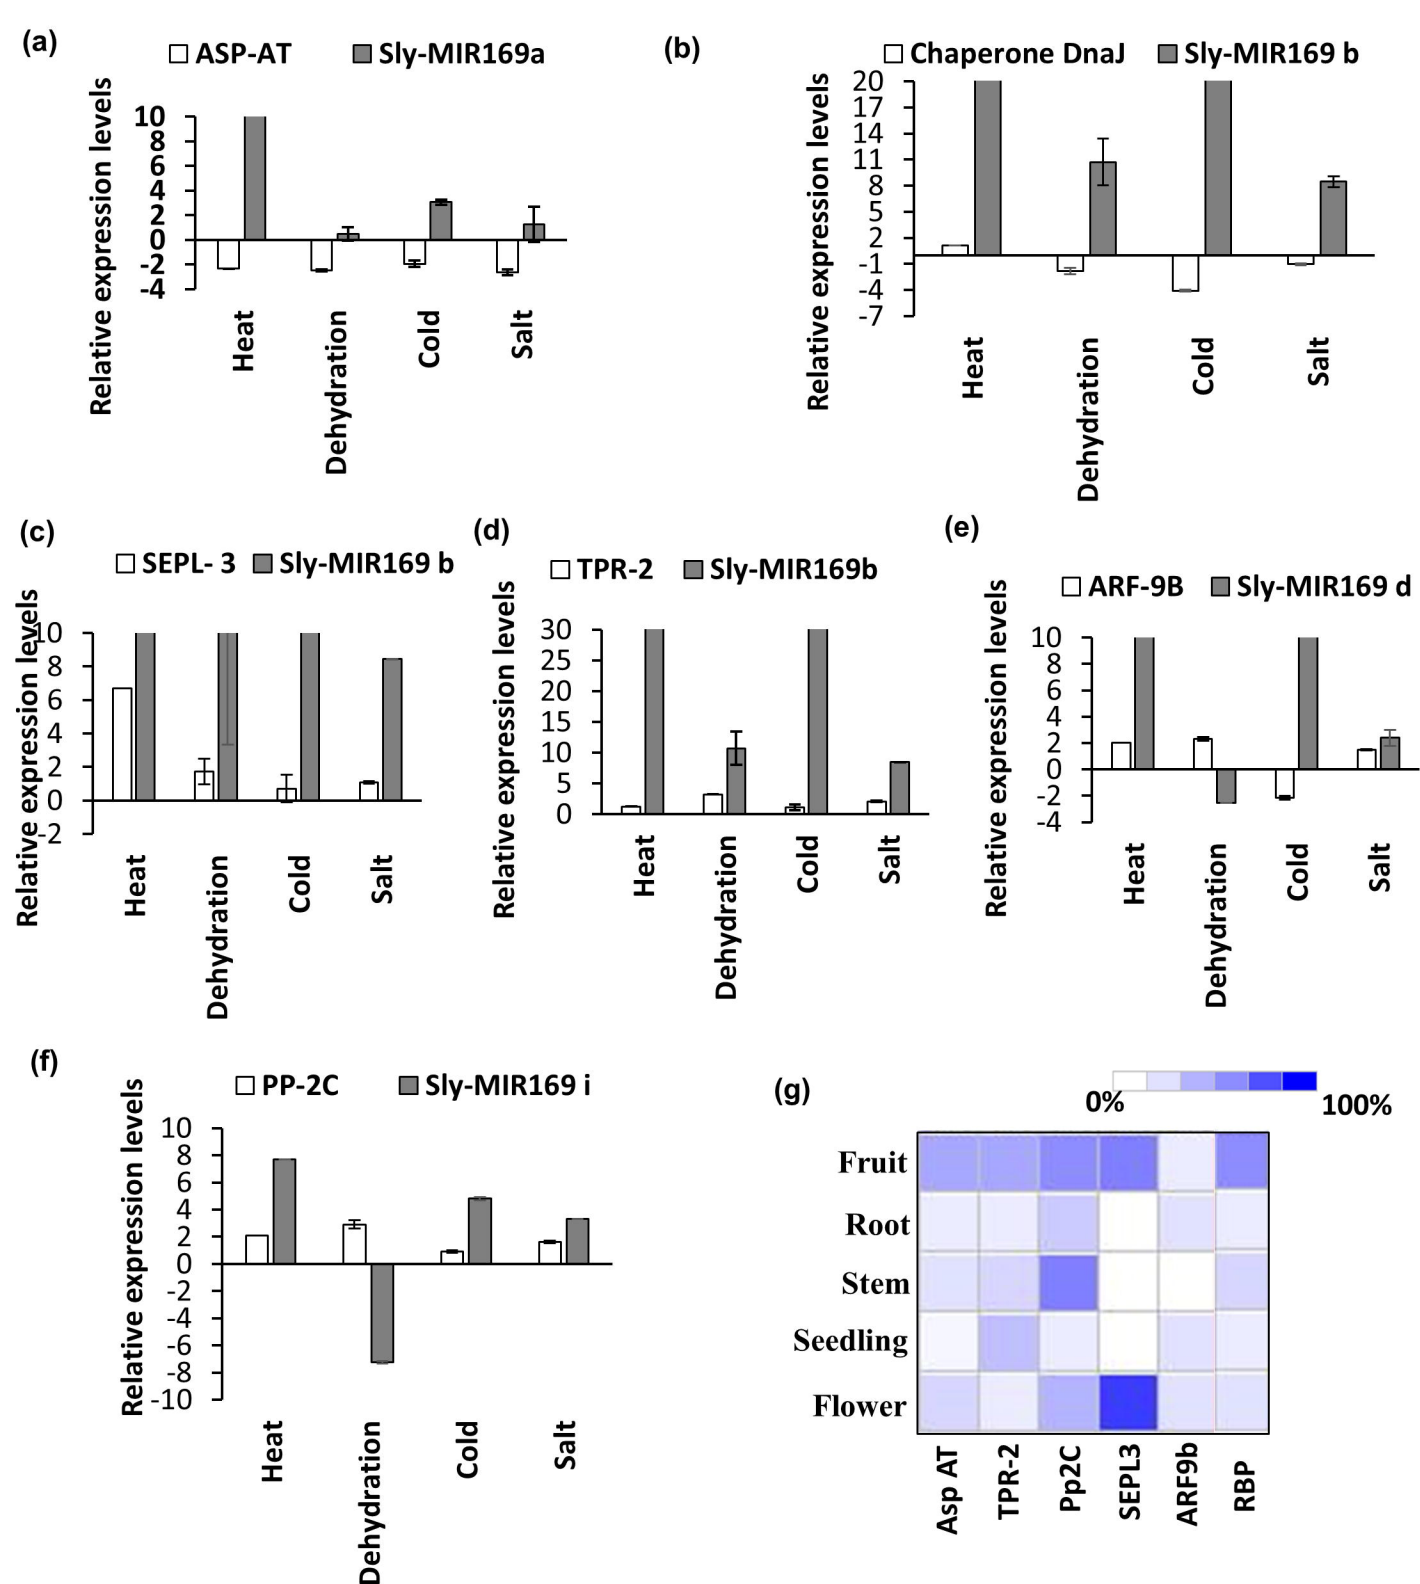 (a)
ASP-AT Sly-MIR169a
Relative expression levels
10
8
6
4
2
0
-2
-4
Heat
Dehydration
Cold
Salt
(b)
Chaperone DnaJ Sly-MIR169 b
Relative expression levels
20
17
14
11
8
5
2
-1
-4
-7
Heat
Dehydration
Cold
Salt
(c)
SEPL- 3 Sly-MIR169 b
Relative expression levels
10
8
6
4
2
0
-2
Heat
Dehydration
Cold
Salt
(d)
TPR-2 Sly-MIR169b
Relative expression levels
30
25
20
15
10
5
0
Heat
Dehydration
Cold
Salt
(e)
ARF-9B Sly-MIR169 d
Relative expression levels
10
8
6
4
2
0
-2
-4
Heat
Dehydration
Cold
Salt
(f)
PP-2C Sly-MIR169 i
Relative expression levels
10
8
6
4
2
0
-2
-4
-6
-8
-10
Heat
Dehydration
Cold
Salt
(g)
0% 100%
Fruit
Root
Stem
Seedling
Flower
Asp AT
TPR-2
Pp2C
SEPL3
ARF9b
RBP